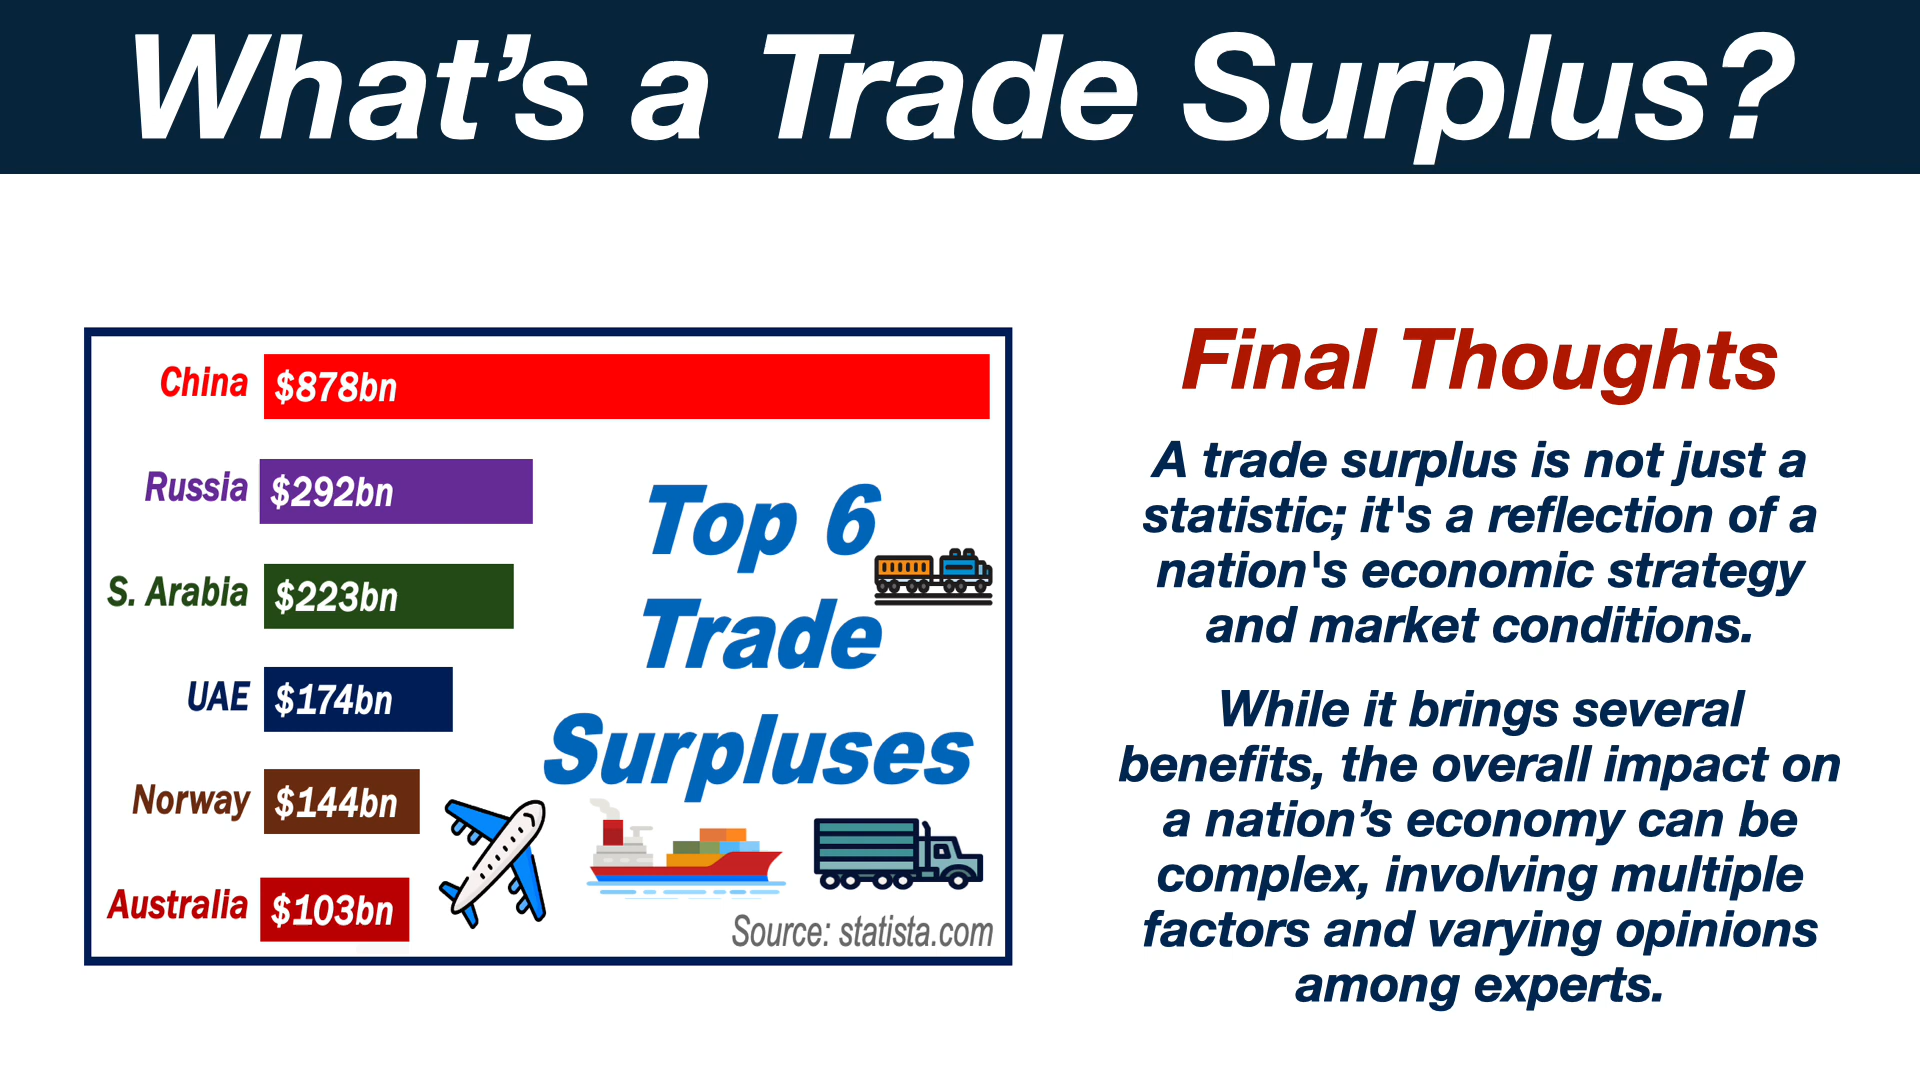 What’s a Trade Surplus?
China $878bn
Russia $292bn
S. Arabia $223bn
UAE $174bn
Norway $144bn
Australia $103bn
Top 6
Trade
Surpluses
Source: statista.com
Final Thoughts
A trade surplus is not just a
statistic; it's a reflection of a
nation's economic strategy
and market conditions.
While it brings several
benefits, the overall impact on
a nation’s economy can be
complex, involving multiple
factors and varying opinions
among experts.